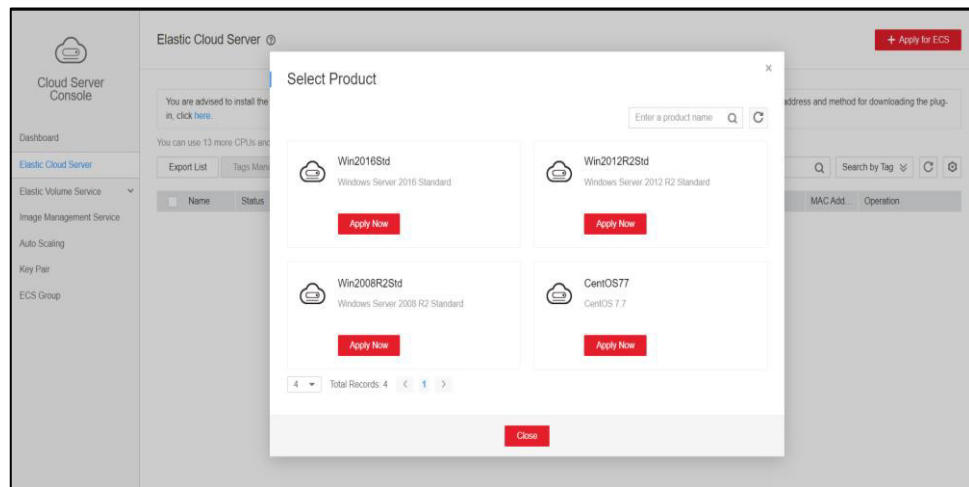 Cloud Server
Console
Dashboard
Elastic Cloud Server
Elastic Volume Service
Image Management Service
Auto Scaling
Key Pair
ECS Group
Elastic Cloud Server
+ Apply for ECS
You are advised to install the
address and method for downloading the plug-
in, click here.
You can use 13 more CPUs and
Export List
Tags Mana
Search by Tag
Name Status
MAC Add... Operation
Select Product
x
Enter a product name
Win2016Std
Windows Server 2016 Standard
Apply Now
Win2012R2Std
Windows Server 2012 R2 Standard
Apply Now
Win2008R2Std
Windows Server 2008 R2 Standard
Apply Now
CentOS77
CentOS 7.7
Apply Now
4 Total Records: 4 < 1 >
Close